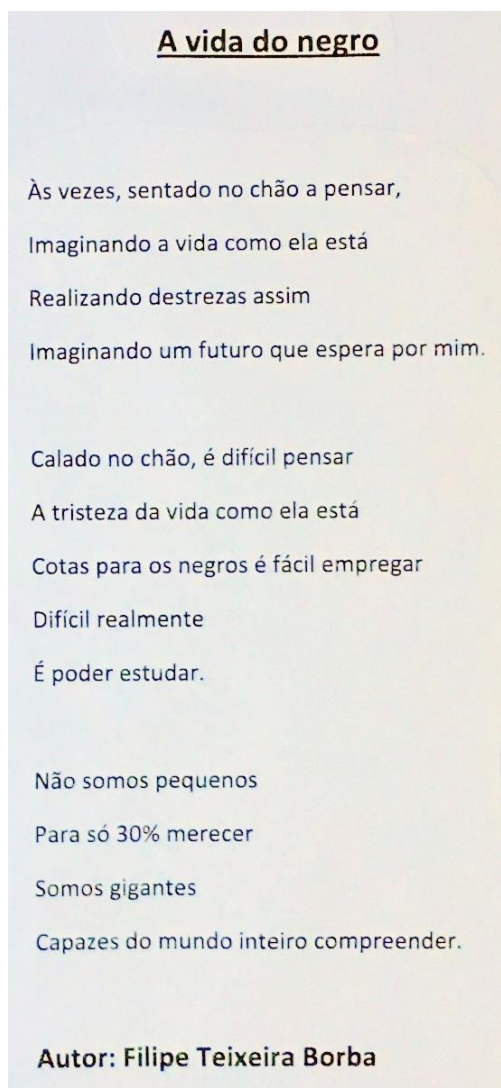 A vida do negro
Às vezes, sentado no chão a pensar,
Imaginando a vida como ela está
Realizando destrezas assim
Imaginando um futuro que espera por mim.
Calado no chão, é difícil pensar
A tristeza da vida como ela está
Cotas para os negros é fácil empregar
Difícil realmente
É poder estudar.
Não somos pequenos
Para só 30% merecer
Somos gigantes
Capazes do mundo inteiro compreender.
Autor: Filipe Teixeira Borba